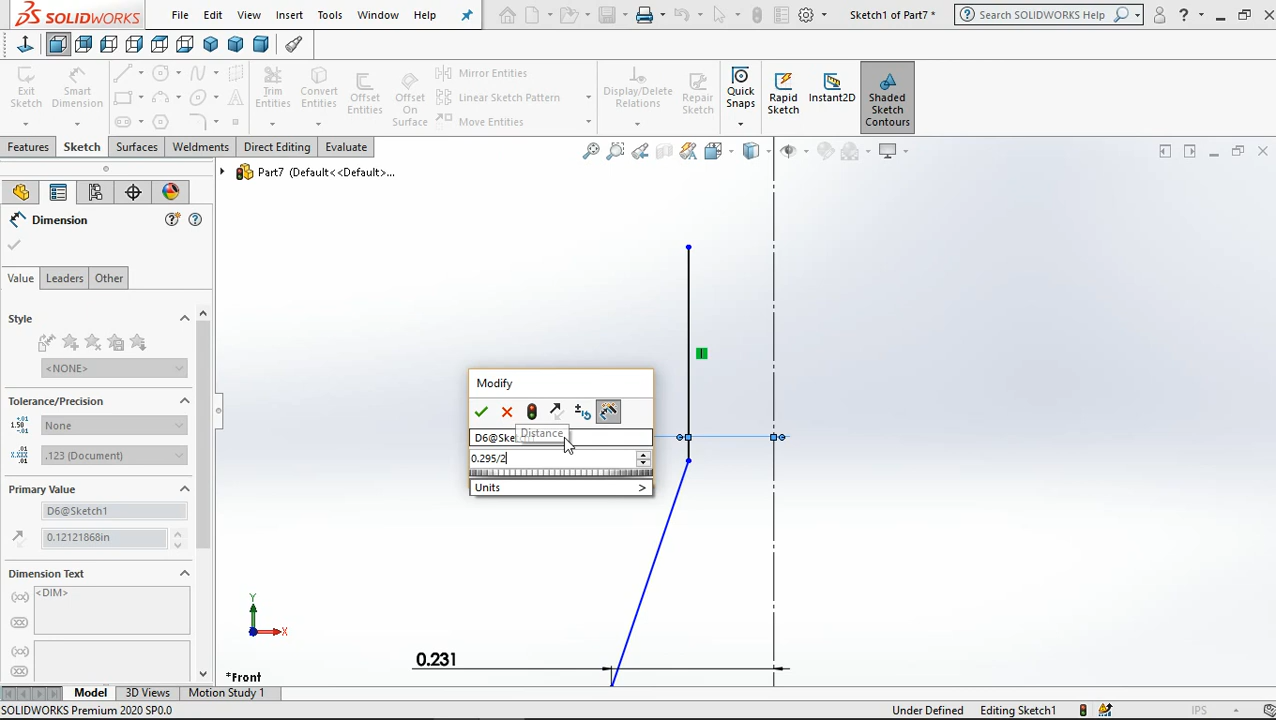 SOLIDWORKS File Edit View Insert Tools Window Help Sketch1 of Part7 * Search SOLIDWORKS Help ?
Exit Sketch
Smart Dimension
Trim Entities
Convert Entities
Offset Entities
Offset On Surface
Mirror Entities
Linear Sketch Pattern
Move Entities
Display/Delete Relations
Repair Sketch
Quick Snaps
Rapid Sketch
Instant2D
Shaded Sketch Contours
Features Sketch Surfaces Weldments Direct Editing Evaluate
Part7 (Default<<Default>...
Dimension
Value Leaders Other
Style
<NONE>
Tolerance/Precision
None
.123 (Document)
Primary Value
D6@Sketch1
0.12121868in
Dimension Text
<DIM>
Modify
D6@Ske
Distance
0.295/2
Units >
0.231
Y
X
*Front
Model 3D Views Motion Study 1
SOLIDWORKS Premium 2020 SP0.0 Under Defined Editing Sketch1 IPS